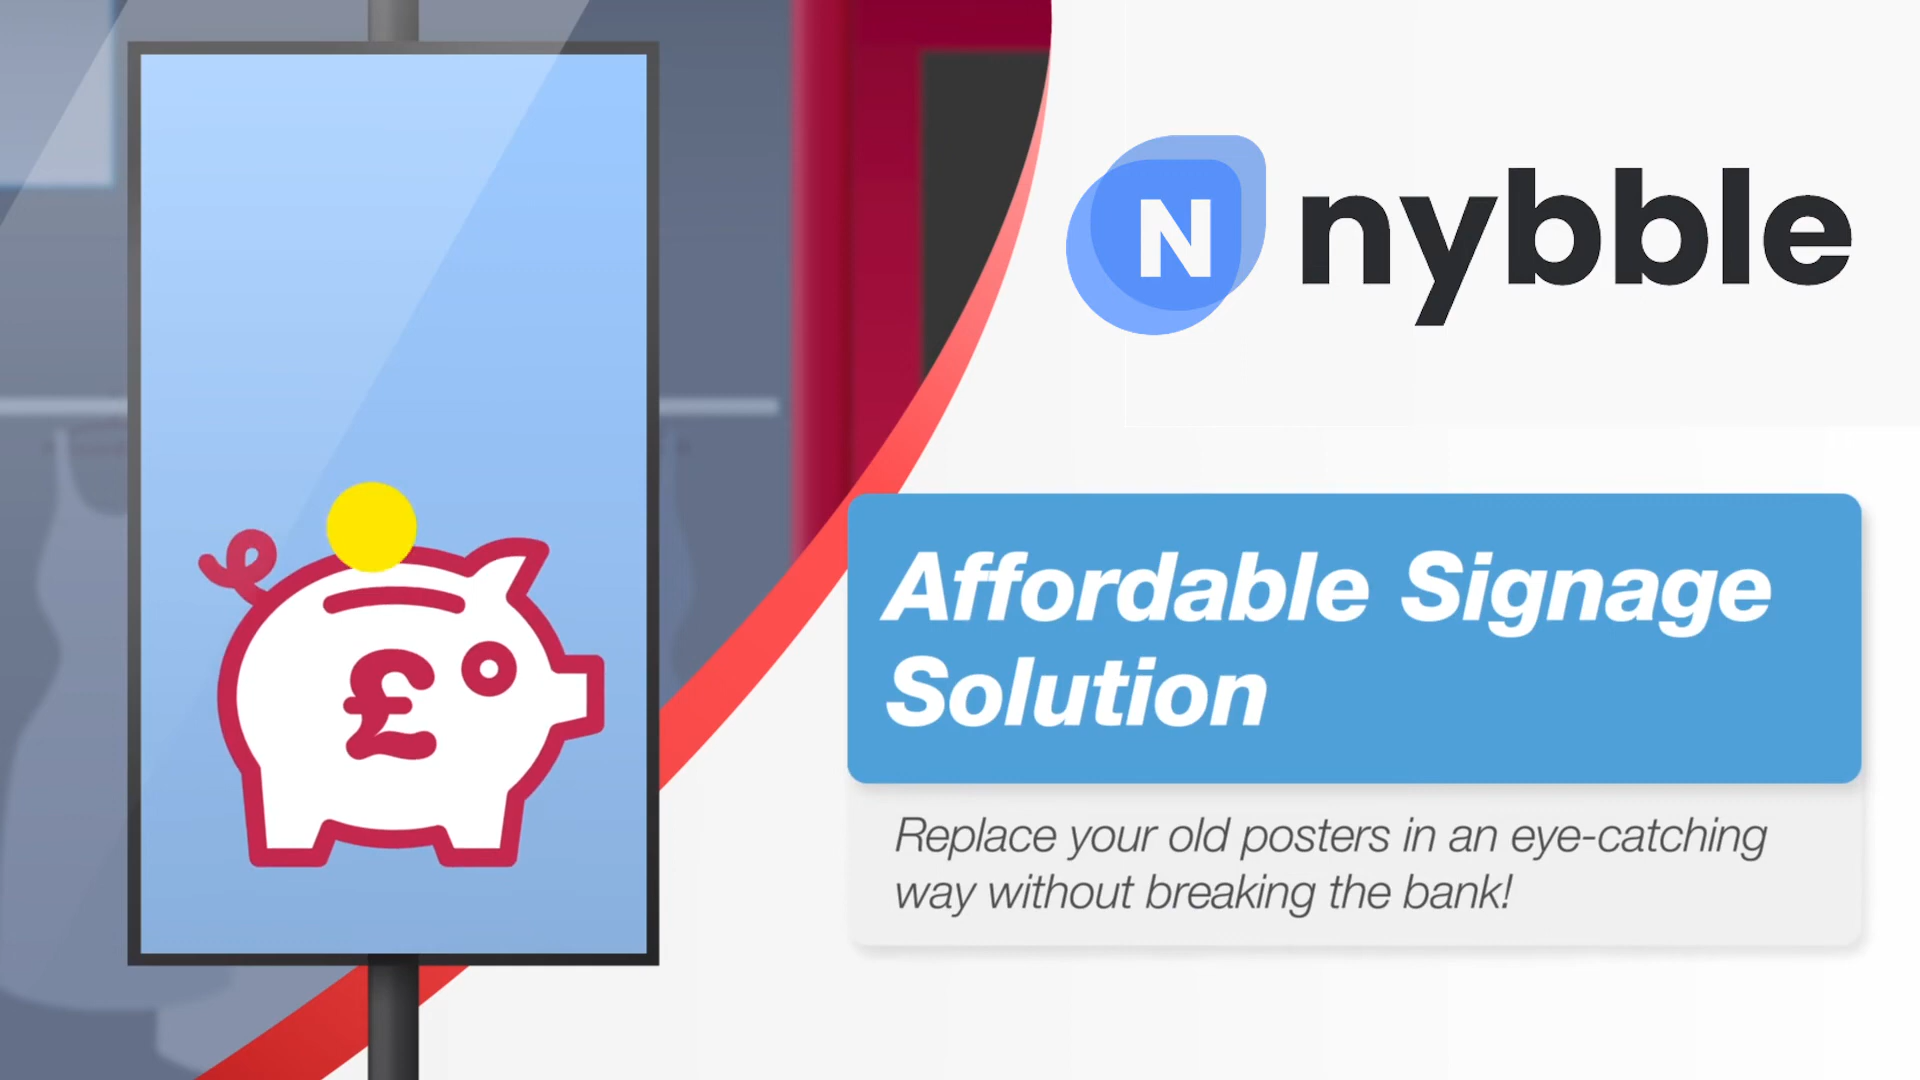 N nybble
Affordable Signage
Solution
Replace your old posters in an eye-catching
way without breaking the bank!
£